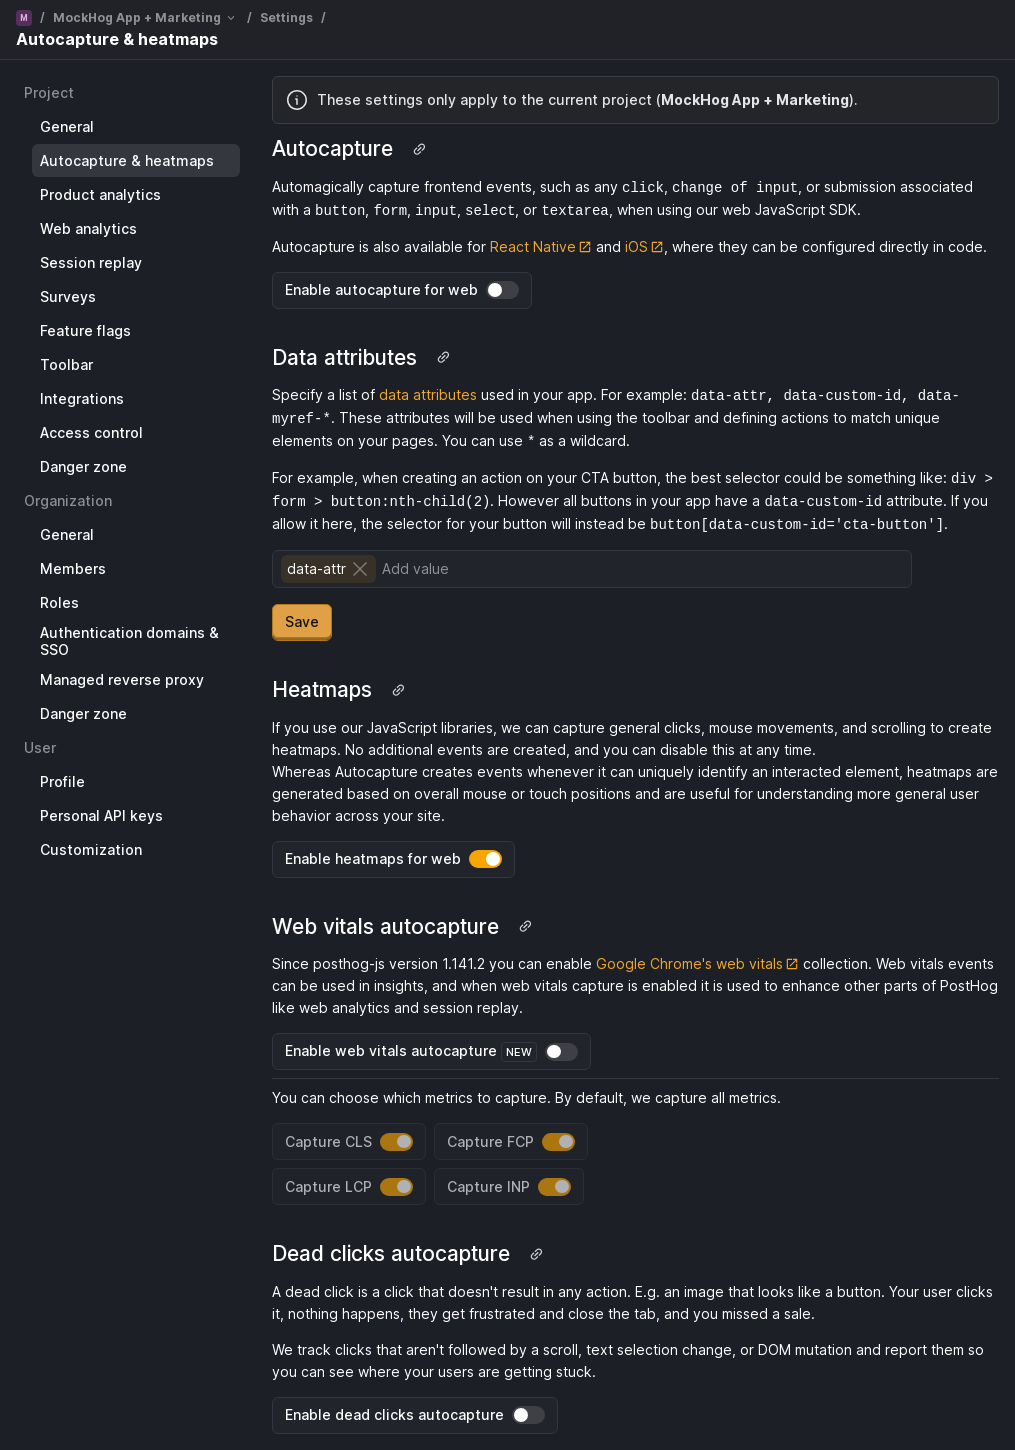 M / MockHog App + Marketing / Settings /
Autocapture & heatmaps
Project
General
Autocapture & heatmaps
Product analytics
Web analytics
Session replay
Surveys
Feature flags
Toolbar
Integrations
Access control
Danger zone
Organization
General
Members
Roles
Authentication domains &
SSO
Managed reverse proxy
Danger zone
User
Profile
Personal API keys
Customization
These settings only apply to the current project (MockHog App + Marketing).
Autocapture
Automagically capture frontend events, such as any click, change of input, or submission associated
with a button, form, input, select, or textarea, when using our web JavaScript SDK.
Autocapture is also available for React Native and iOS, where they can be configured directly in code.
Enable autocapture for web
Data attributes
Specify a list of data attributes used in your app. For example: data-attr, data-custom-id, data-
myref-*. These attributes will be used when using the toolbar and defining actions to match unique
elements on your pages. You can use * as a wildcard.
For example, when creating an action on your CTA button, the best selector could be something like: div >
form > button:nth-child(2). However all buttons in your app have a data-custom-id attribute. If you
allow it here, the selector for your button will instead be button[data-custom-id='cta-button'].
data-attr Add value
Save
Heatmaps
If you use our JavaScript libraries, we can capture general clicks, mouse movements, and scrolling to create
heatmaps. No additional events are created, and you can disable this at any time.
Whereas Autocapture creates events whenever it can uniquely identify an interacted element, heatmaps are
generated based on overall mouse or touch positions and are useful for understanding more general user
behavior across your site.
Enable heatmaps for web
Web vitals autocapture
Since posthog-js version 1.141.2 you can enable Google Chrome's web vitals collection. Web vitals events
can be used in insights, and when web vitals capture is enabled it is used to enhance other parts of PostHog
like web analytics and session replay.
Enable web vitals autocapture NEW
You can choose which metrics to capture. By default, we capture all metrics.
Capture CLS Capture FCP
Capture LCP Capture INP
Dead clicks autocapture
A dead click is a click that doesn't result in any action. E.g. an image that looks like a button. Your user clicks
it, nothing happens, they get frustrated and close the tab, and you missed a sale.
We track clicks that aren't followed by a scroll, text selection change, or DOM mutation and report them so
you can see where your users are getting stuck.
Enable dead clicks autocapture